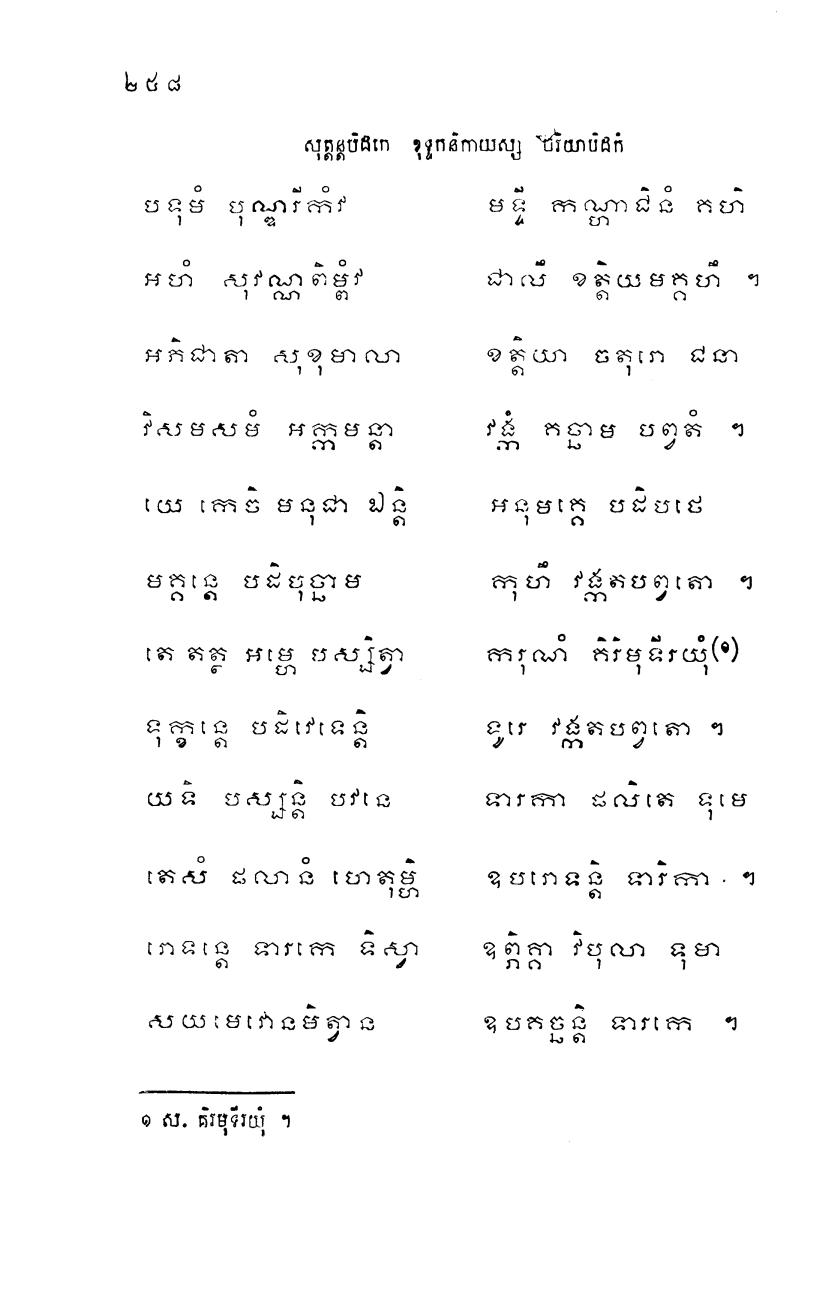 ២៥៨
សុត្តន្តបិដកេ ខុទ្ទកនិកាយស្ស ចរិយាបិដកំ
បទុមំ បុណ្ឌរីកំវ មទ្ទី កណ្ហាជិនំ គហិ
អហំ សុវណ្ណពិម្ពំវ ជាលឹ ខត្តិយមគ្គហឹ ។
អភិជាតា សុខុមាលា ខត្តិយា ចតុរោ ជនា
វិសមសមំ អក្កមន្តា វង្កំ គច្ឆាម បព្វតំ ។
យេ កេចិ មនុជា ឯន្តិ អនុមគ្គេ បដិបថេ
មគ្គន្តេ បដិបុច្ឆាម កុហឹ វង្កតបព្វតោ ។
តេ តត្ថ អម្ហេ បស្សិត្វា ករុណំ គិរិមុទីរយុំ(១)
ទុក្ខន្តេ បដិវេទេន្តិ ទូរេ វង្កតបព្វតោ ។
យទិ បស្សន្តិ បវនេ ទារកា ផលិតេ ទុមេ
តេសំ ផលានំ ហេតុម្ហិ ឧបរោទន្តិ ទារិកា ។
រោទន្តេ ទារកេ ទិស្វា ឧព្ភិគ្គា វិបុលា ទុមា
សយមេវោនមិត្វាន ឧបគច្ឆន្តិ ទារកេ ។
១ ស. គិរមុទីរយុំ ។